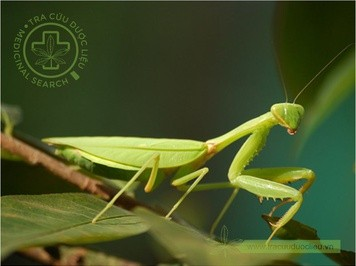 • TRA CỨU DƯỢC LIỆU •
MEDICINAL SEARCH
tracuuduoclieu.vn